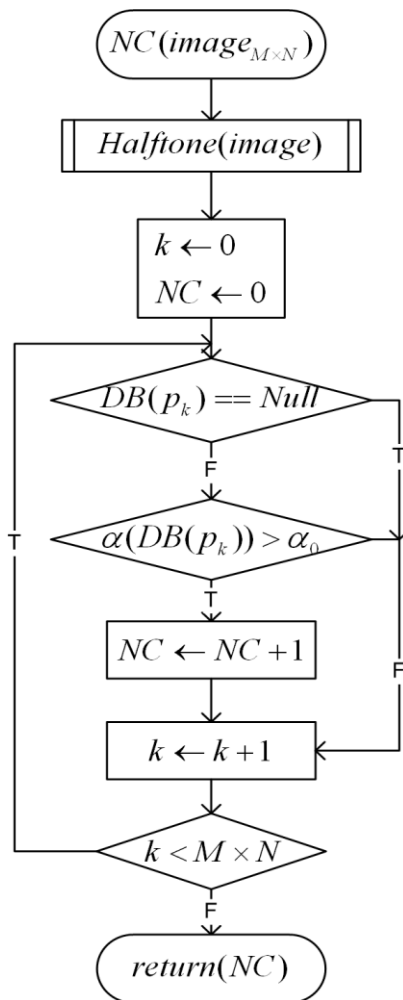 NC(image_{M×N})
Halftone(image)
k ← 0
NC ← 0
DB(p_k) == Null
T
F
α(DB(p_k)) > α_0
T
T
F
NC ← NC + 1
k ← k + 1
k < M × N
F
return(NC)